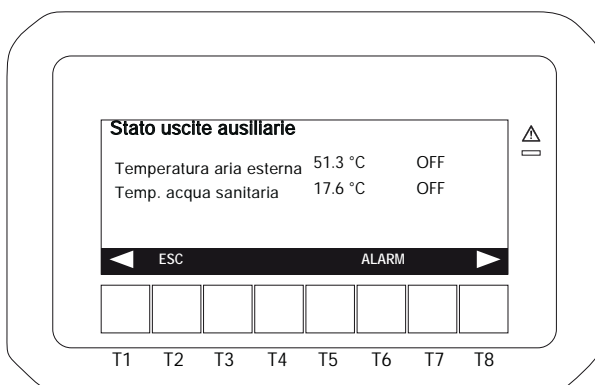 Stato uscite ausiliarie
Temperatura aria esterna 51.3 °C OFF
Temp. acqua sanitaria 17.6 °C OFF
ESC ALARM
T1 T2 T3 T4 T5 T6 T7 T8